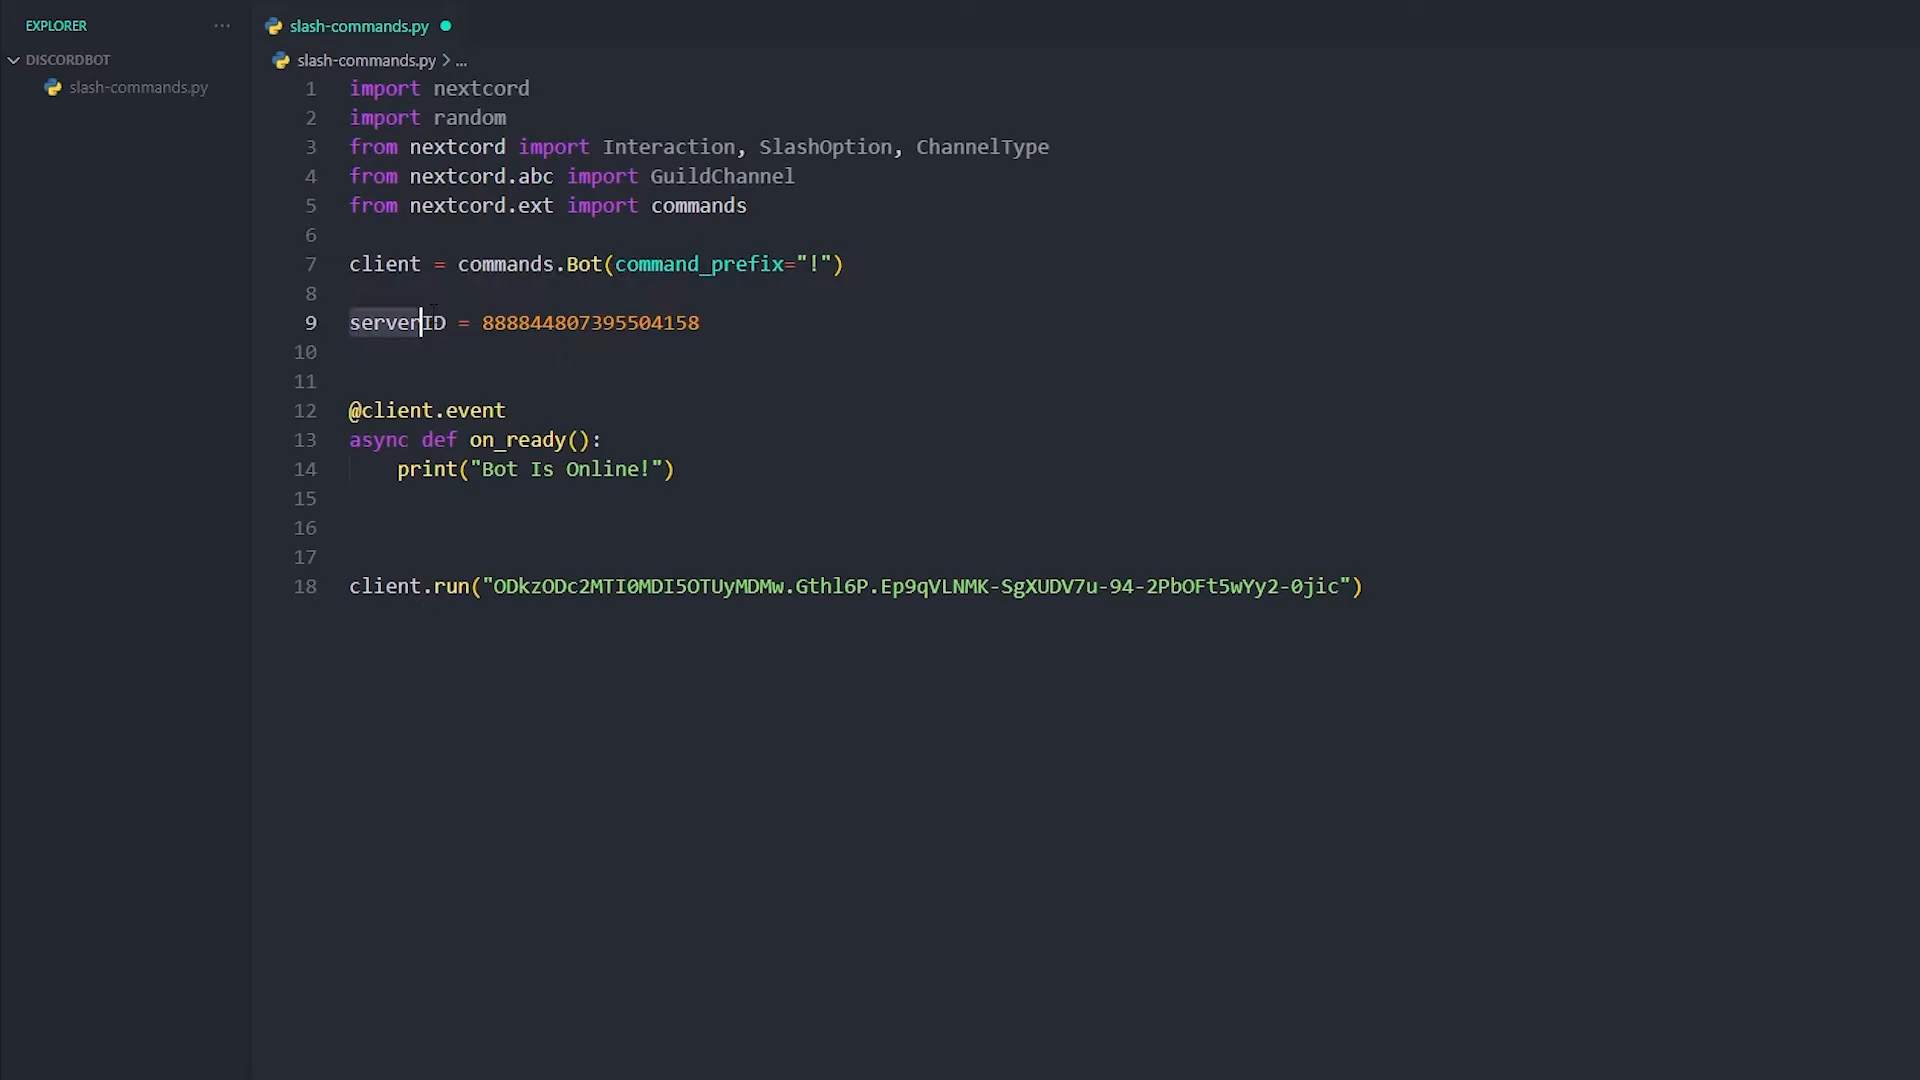 EXPLORER
DISCORDBOT
slash-commands.py
slash-commands.py
slash-commands.py > ...
1 import nextcord
2 import random
3 from nextcord import Interaction, SlashOption, ChannelType
4 from nextcord.abc import GuildChannel
5 from nextcord.ext import commands
6
7 client = commands.Bot(command_prefix="!")
8
9 serverID = 888844807395504158
10
11
12 @client.event
13 async def on_ready():
14 print("Bot Is Online!")
15
16
17
18 client.run("ODkzODc2MTI0MDI5OTUyMDMw.Gthl6P.Ep9qVLNMK-SgXUDV7u-94-2PbOFt5wYy2-0jic")